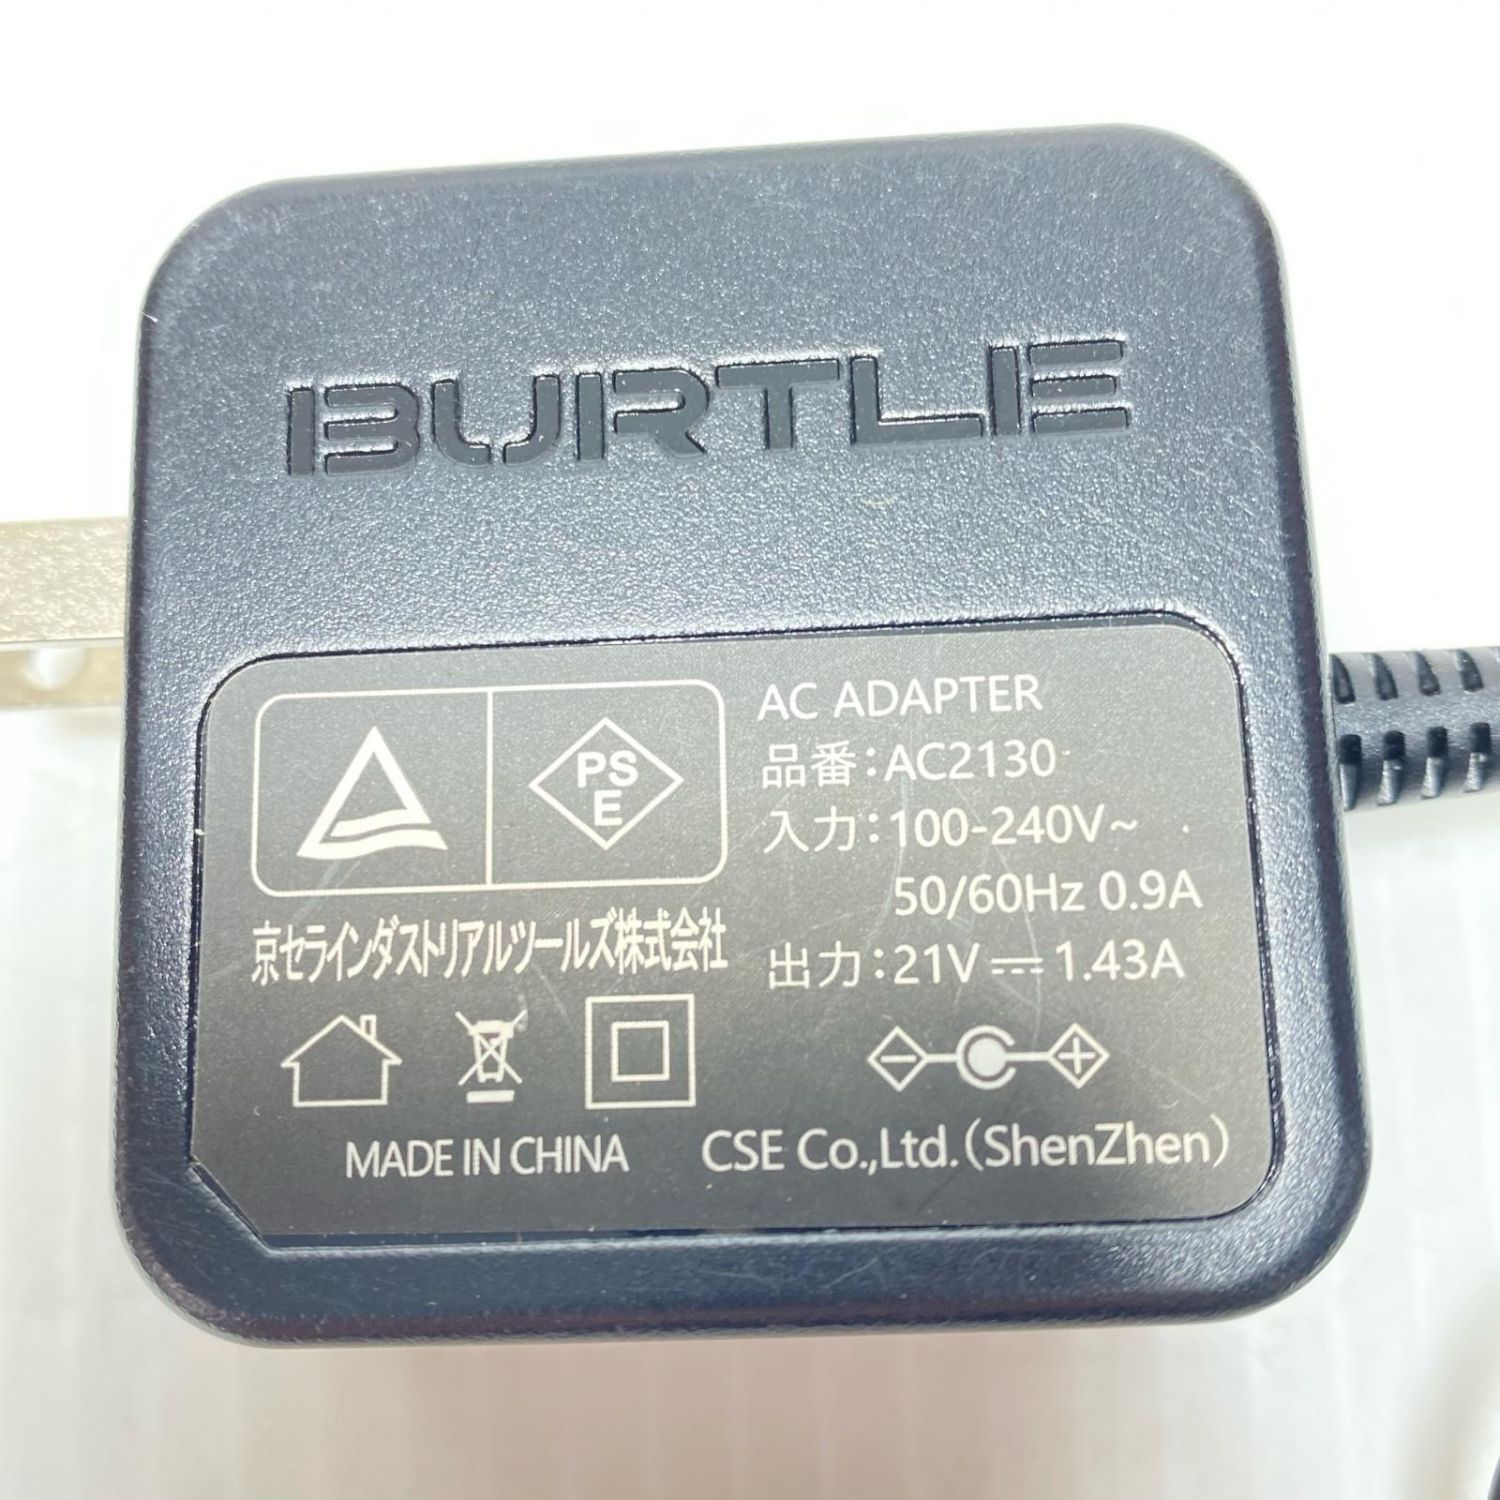 BURTLE
PS
E
AC ADAPTER
品番:AC2130
入力:100-240V~
50/60Hz 0.9A
出力:21V⎓1.43A
京セラインダストリアルツールズ株式会社
MADE IN CHINA
CSE Co.,Ltd.(ShenZhen)